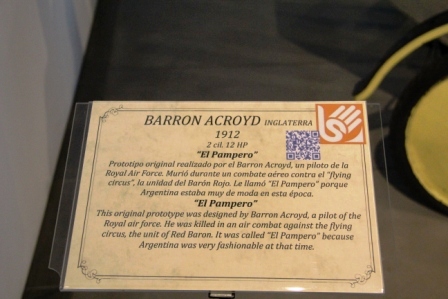 BARRON ACROYD INGLATERRA
1912
2 cil. 12 HP
"El Pampero"
Prototipo original realizado por el Barron Acroyd, un piloto de la
Royal Air Force. Murió durante un combate aéreo contra el "flying
circus", la unidad del Barón Rojo. Le llamó "El Pampero" porque
Argentina estaba muy de moda en esta época.
"El Pampero"
This original prototype was designed by Barron Acroyd, a pilot of the
Royal air force. He was killed in an air combat against the flying
circus, the unit of Red Baron. It was called "El Pampero" because
Argentina was very fashionable at that time.